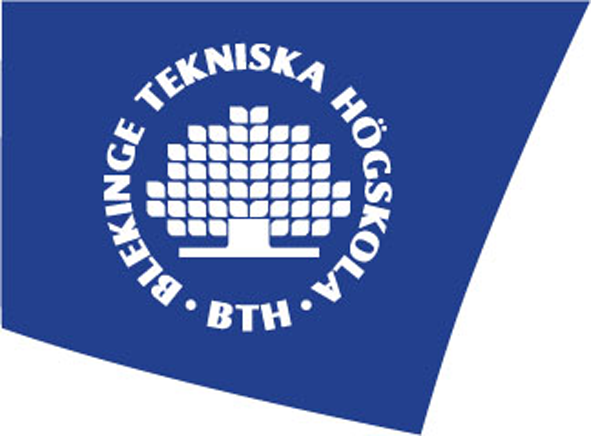 BLEKINGE TEKNISKA HÖGSKOLA
· BTH ·